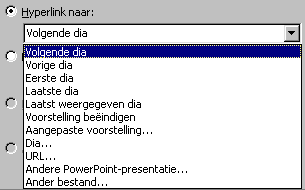 Hyperlink naar:
Volgende dia
Volgende dia
Vorige dia
Eerste dia
Laatste dia
Laatst weergegeven dia
Voorstelling beëindigen
Aangepaste voorstelling...
Dia...
URL...
Andere PowerPoint-presentatie...
Ander bestand...